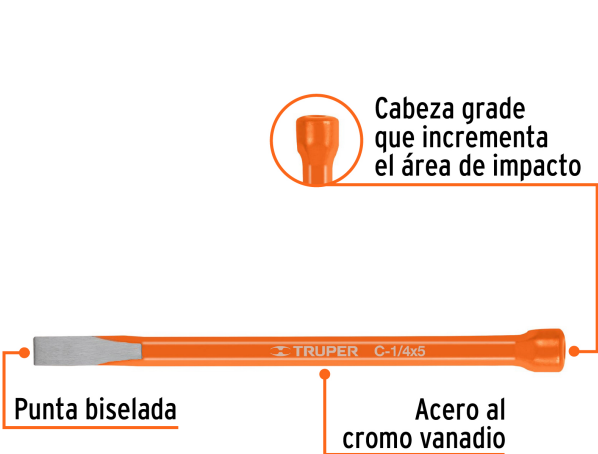 Cabeza grade
que incrementa
el área de impacto
TRUPER C-1/4x5
Punta biselada
Acero al
cromo vanadio